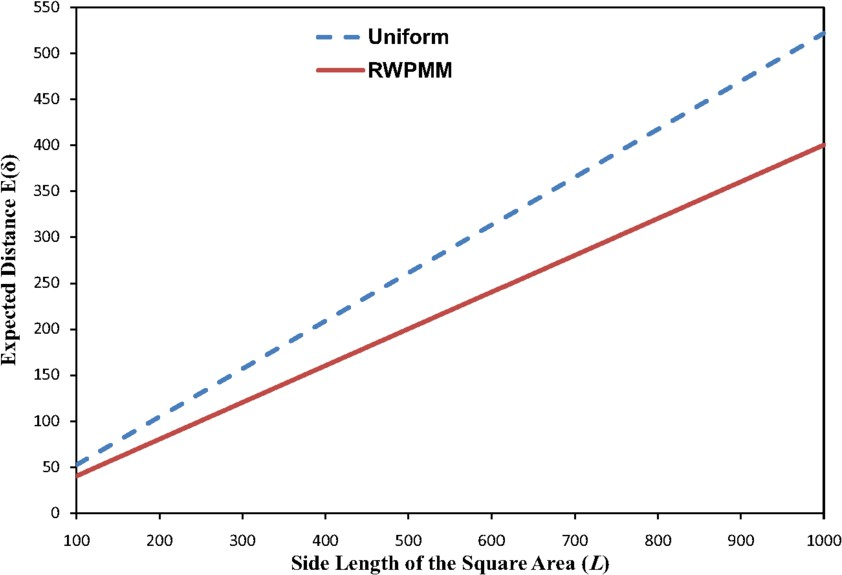 550
500
450
400
350
300
250
200
150
100
50
0
Expected Distance E(δ)
Uniform
RWPMM
100 200 300 400 500 600 700 800 900 1000
Side Length of the Square Area (L)